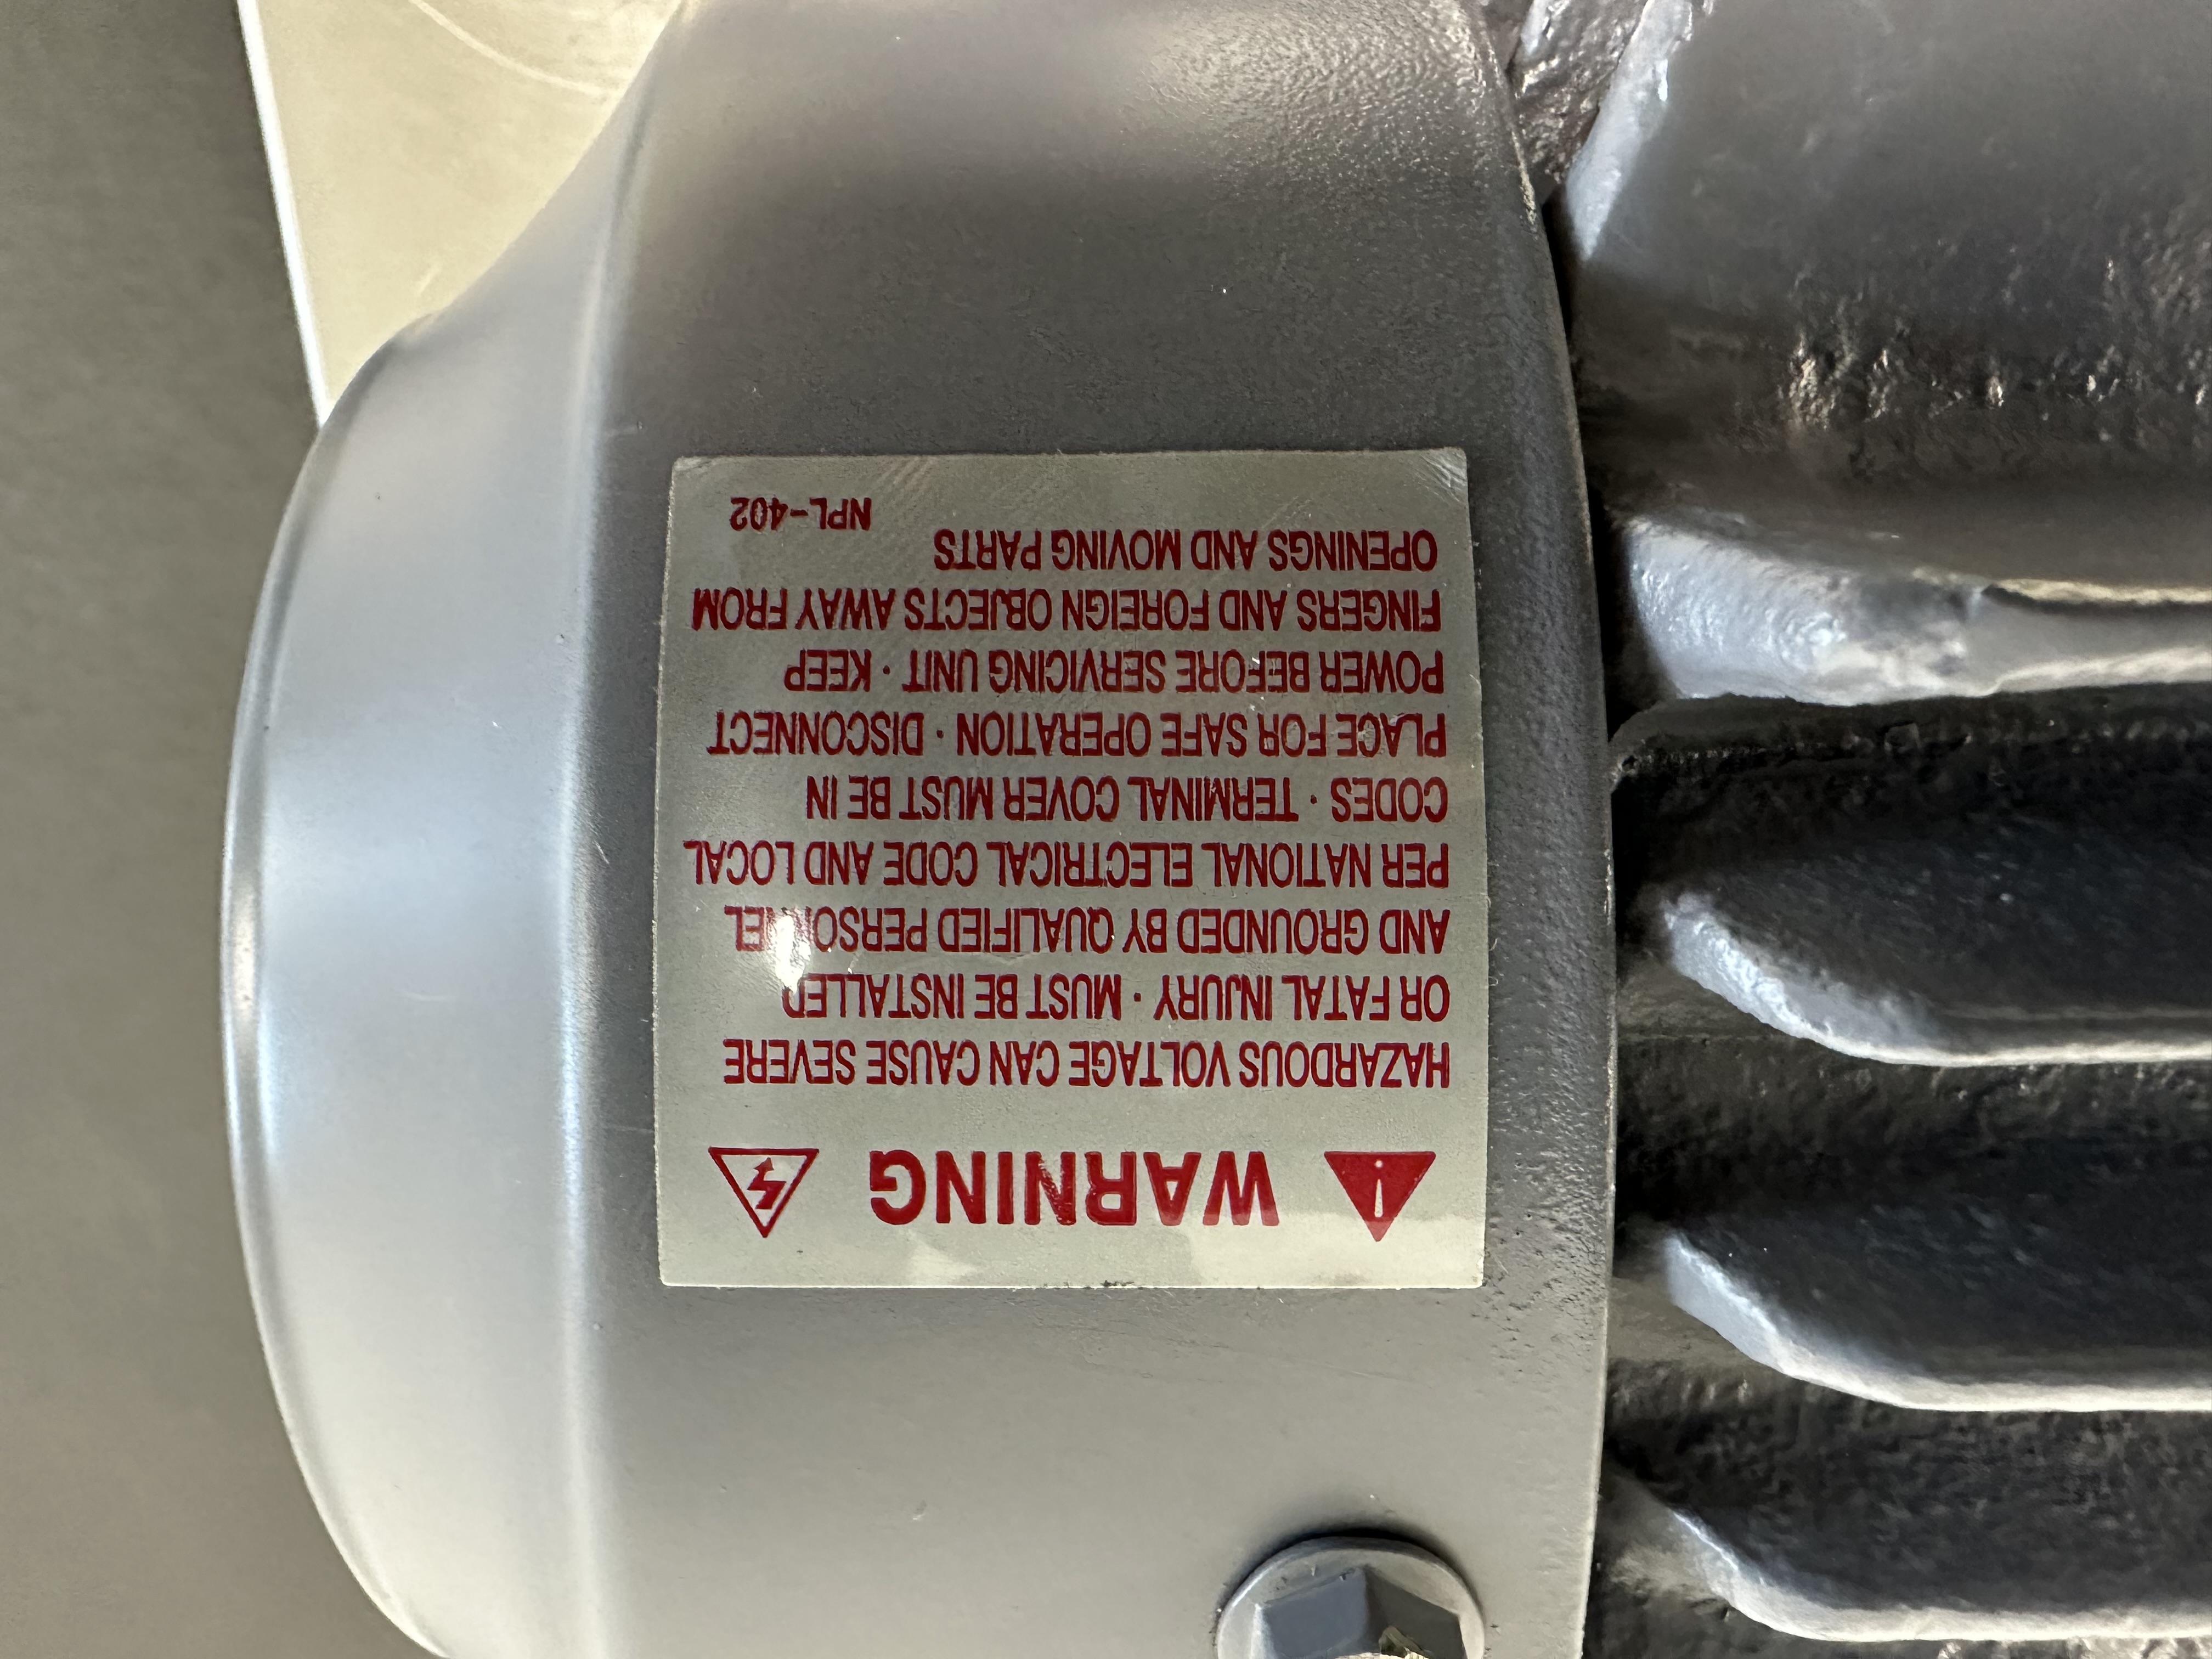 WARNING
HAZARDOUS VOLTAGE CAN CAUSE SEVERE
OR FATAL INJURY · MUST BE INSTALLED
AND GROUNDED BY QUALIFIED PERSONNEL
PER NATIONAL ELECTRICAL CODE AND LOCAL
CODES · TERMINAL COVER MUST BE IN
PLACE FOR SAFE OPERATION · DISCONNECT
POWER BEFORE SERVICING UNIT · KEEP
FINGERS AND FOREIGN OBJECTS AWAY FROM
OPENINGS AND MOVING PARTS
NPL-402